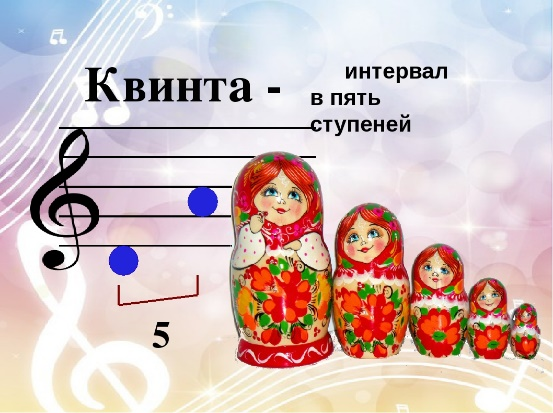 Квинта -
интервал
в пять
ступеней
5